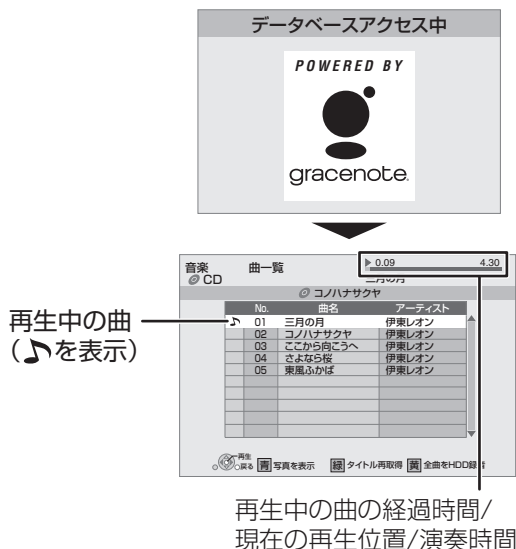 データベースアクセス中
POWERED BY
gracenote.
音楽
CD
曲一覧
0.09 4.30
三月の月
コノハナサクヤ
No. 曲名 アーティスト
01 三月の月 伊東レオン
02 コノハナサクヤ 伊東レオン
03 ここから向こうへ 伊東レオン
04 さよなら桜 伊東レオン
05 東風ふかば 伊東レオン
再生中の曲
(♪を表示)
再生
戻る
青 写真を表示 緑 タイトル再取得 黄 全曲をHDD録音
再生中の曲の経過時間/
現在の再生位置/演奏時間